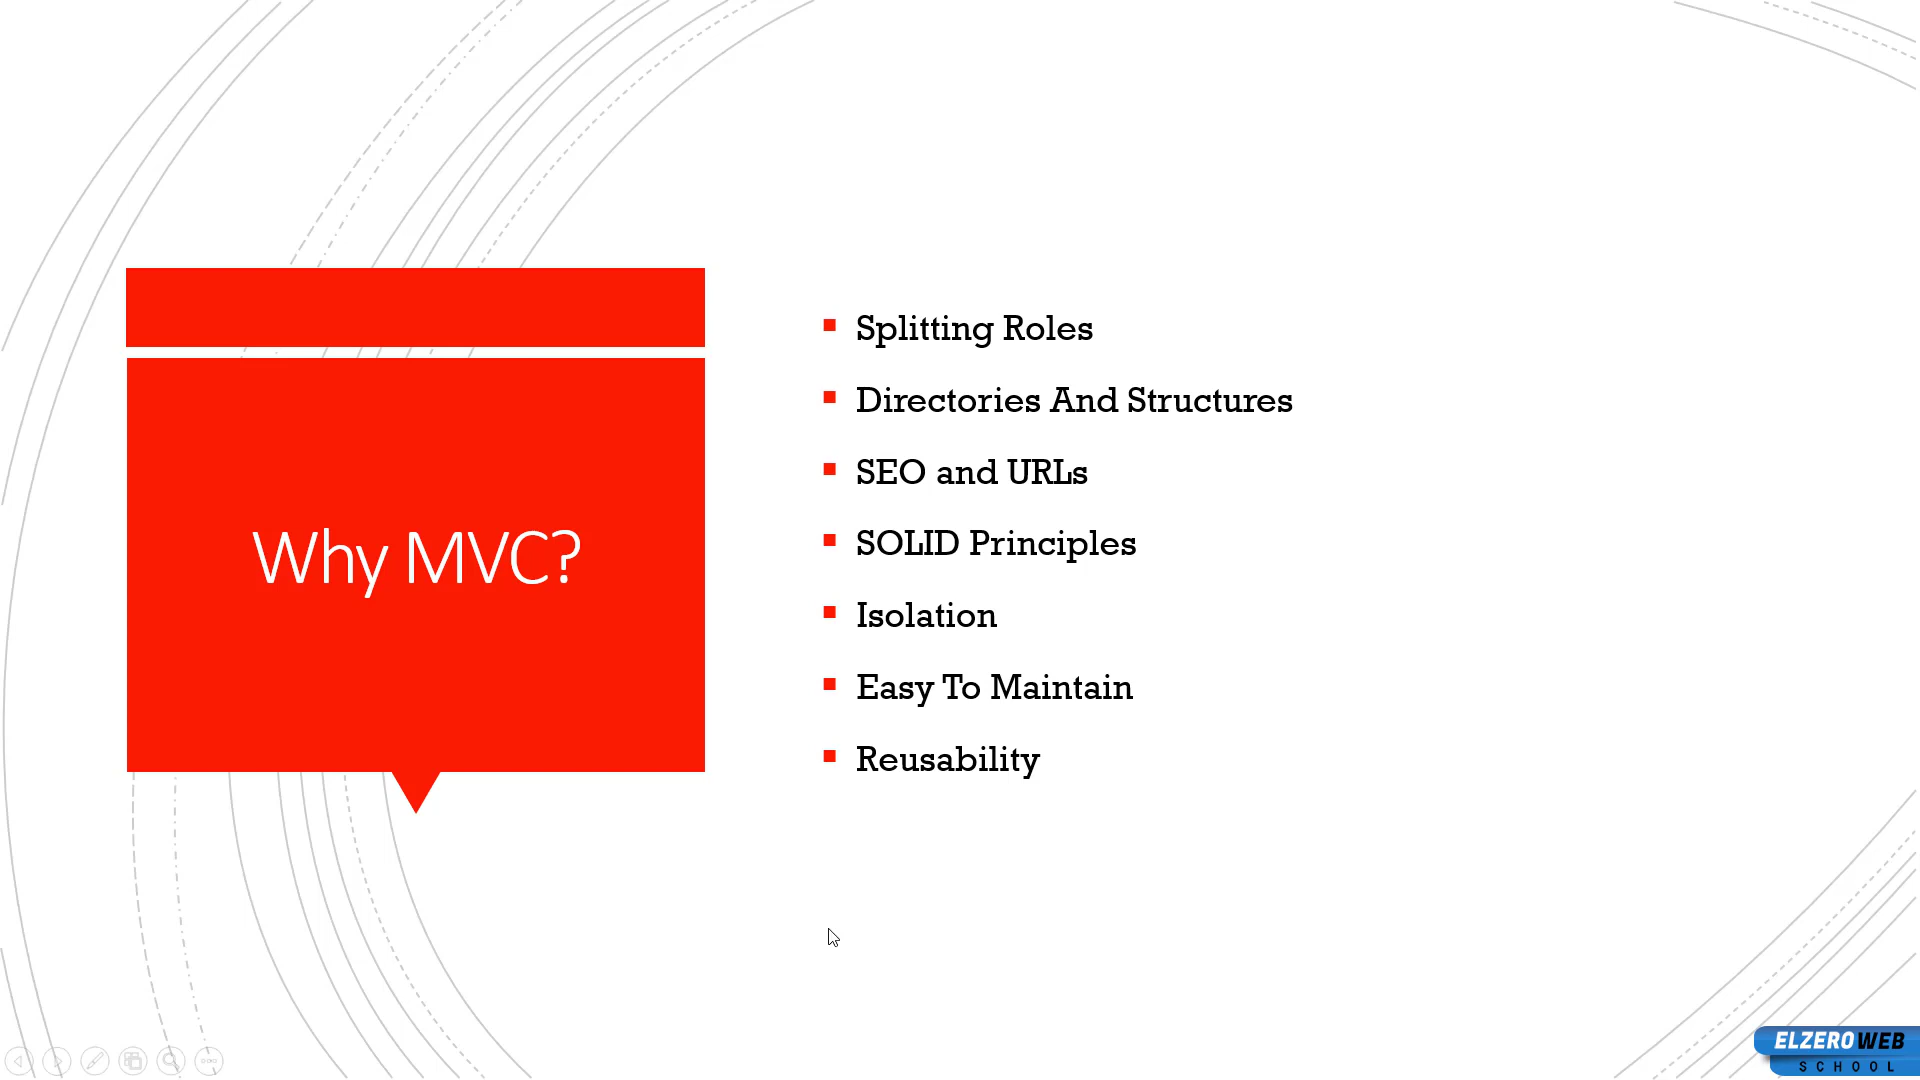 Why MVC?
Splitting Roles
Directories And Structures
SEO and URLs
SOLID Principles
Isolation
Easy To Maintain
Reusability
ELZERO WEB
SCHOOL